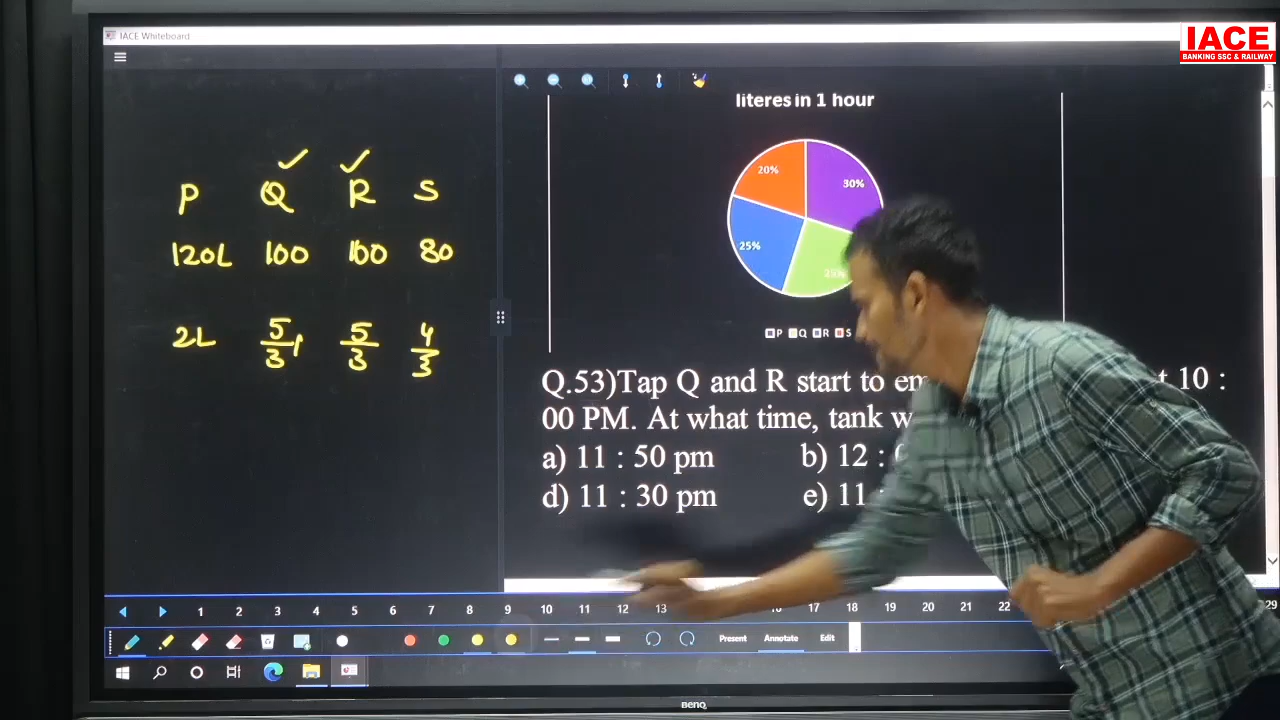 IACE Whiteboard
IACE
BANKING SSC & RAILWAY
P Q R S
120L 100 100 80
2L 5/3 5/3 4/3
literes in 1 hour
20%
30%
25%
P Q R S
Q.53)Tap Q and R start to 10 :
00 PM. At what time, tank
a) 11 : 50 pm b) 12 :
d) 11 : 30 pm e) 11
1 2 3 4 5 6 7 8 9 10 11 12 13 16 17 18 19 20 21 22 29
Present Annotate Edit
BenQ